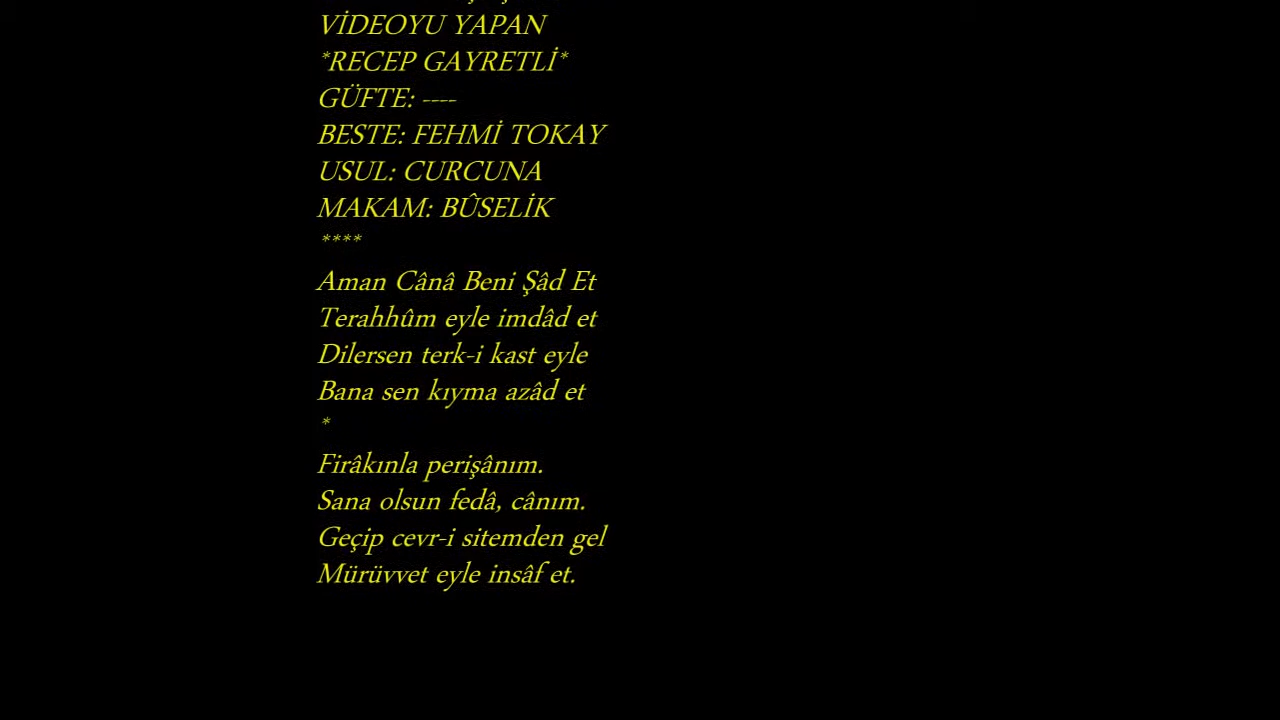 VİDEOYU YAPAN
*RECEP GAYRETLİ*
GÜFTE: ----
BESTE: FEHMİ TOKAY
USUL: CURCUNA
MAKAM: BÛSELİK
****
Aman Cânâ Beni Şâd Et
Terahhûm eyle imdâd et
Dilersen terk-i kast eyle
Bana sen kıyma azâd et
*
Firâkınla perişânım.
Sana olsun fedâ, cânım.
Geçip cevr-i sitemden gel
Mürüvvet eyle insâf et.